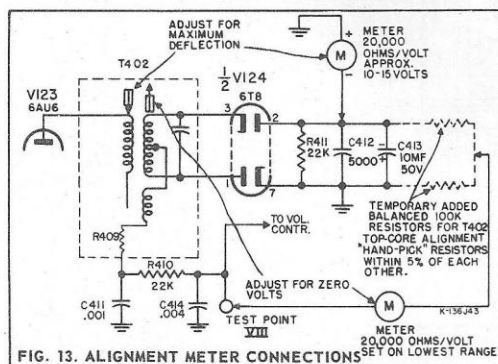 ADJUST FOR
MAXIMUM
DEFLECTION
T402
V123
6AU6
½ V124
6T8
3
2
1
7
+
M
-
METER
20,000
OHMS/VOLT
APPROX.
10-15 VOLTS
R411
22K
C412
5000
+
C413
10MF
50V
TEMPORARY ADDED
BALANCED 100K
RESISTORS FOR T402
TOP-CORE ALIGNMENT
"HAND-PICK" RESISTORS
WITHIN 5% OF EACH
OTHER.
R409
R410
22K
C411
.001
C414
.004
TO VOL.
CONTR.
ADJUST FOR ZERO
VOLTS
TEST POINT
VIII
M
K-136J43
METER
20,000 OHMS/VOLT
SET ON LOWEST RANGE
FIG. 13. ALIGNMENT METER CONNECTIONS